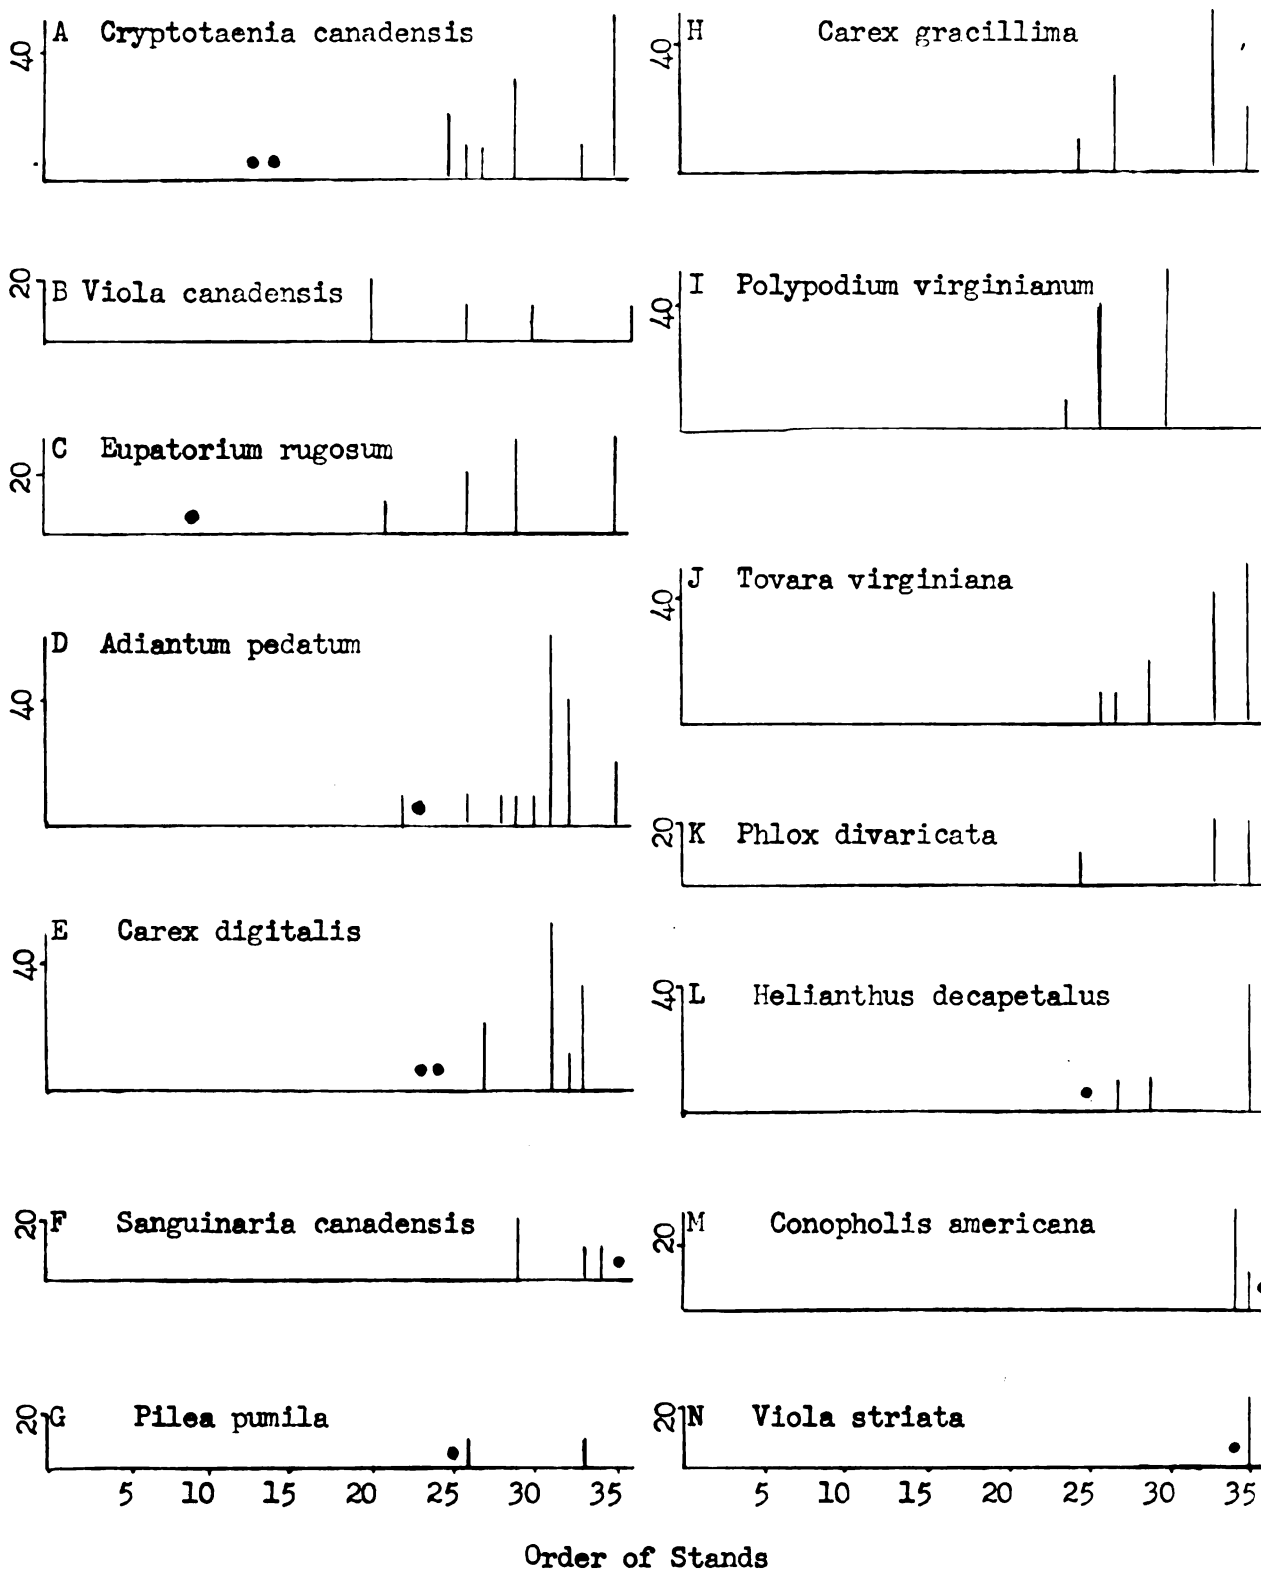 A Cryptotaenia canadensis
40
B Viola canadensis
20
C Eupatorium rugosum
20
D Adiantum pedatum
40
E Carex digitalis
40
F Sanguinaria canadensis
20
G Pilea pumila
20
5 10 15 20 25 30 35
H Carex gracillima
40
I Polypodium virginianum
40
J Tovara virginiana
40
K Phlox divaricata
20
L Helianthus decapetalus
40
M Conopholis americana
20
N Viola striata
20
5 10 15 20 25 30 35
Order of Stands